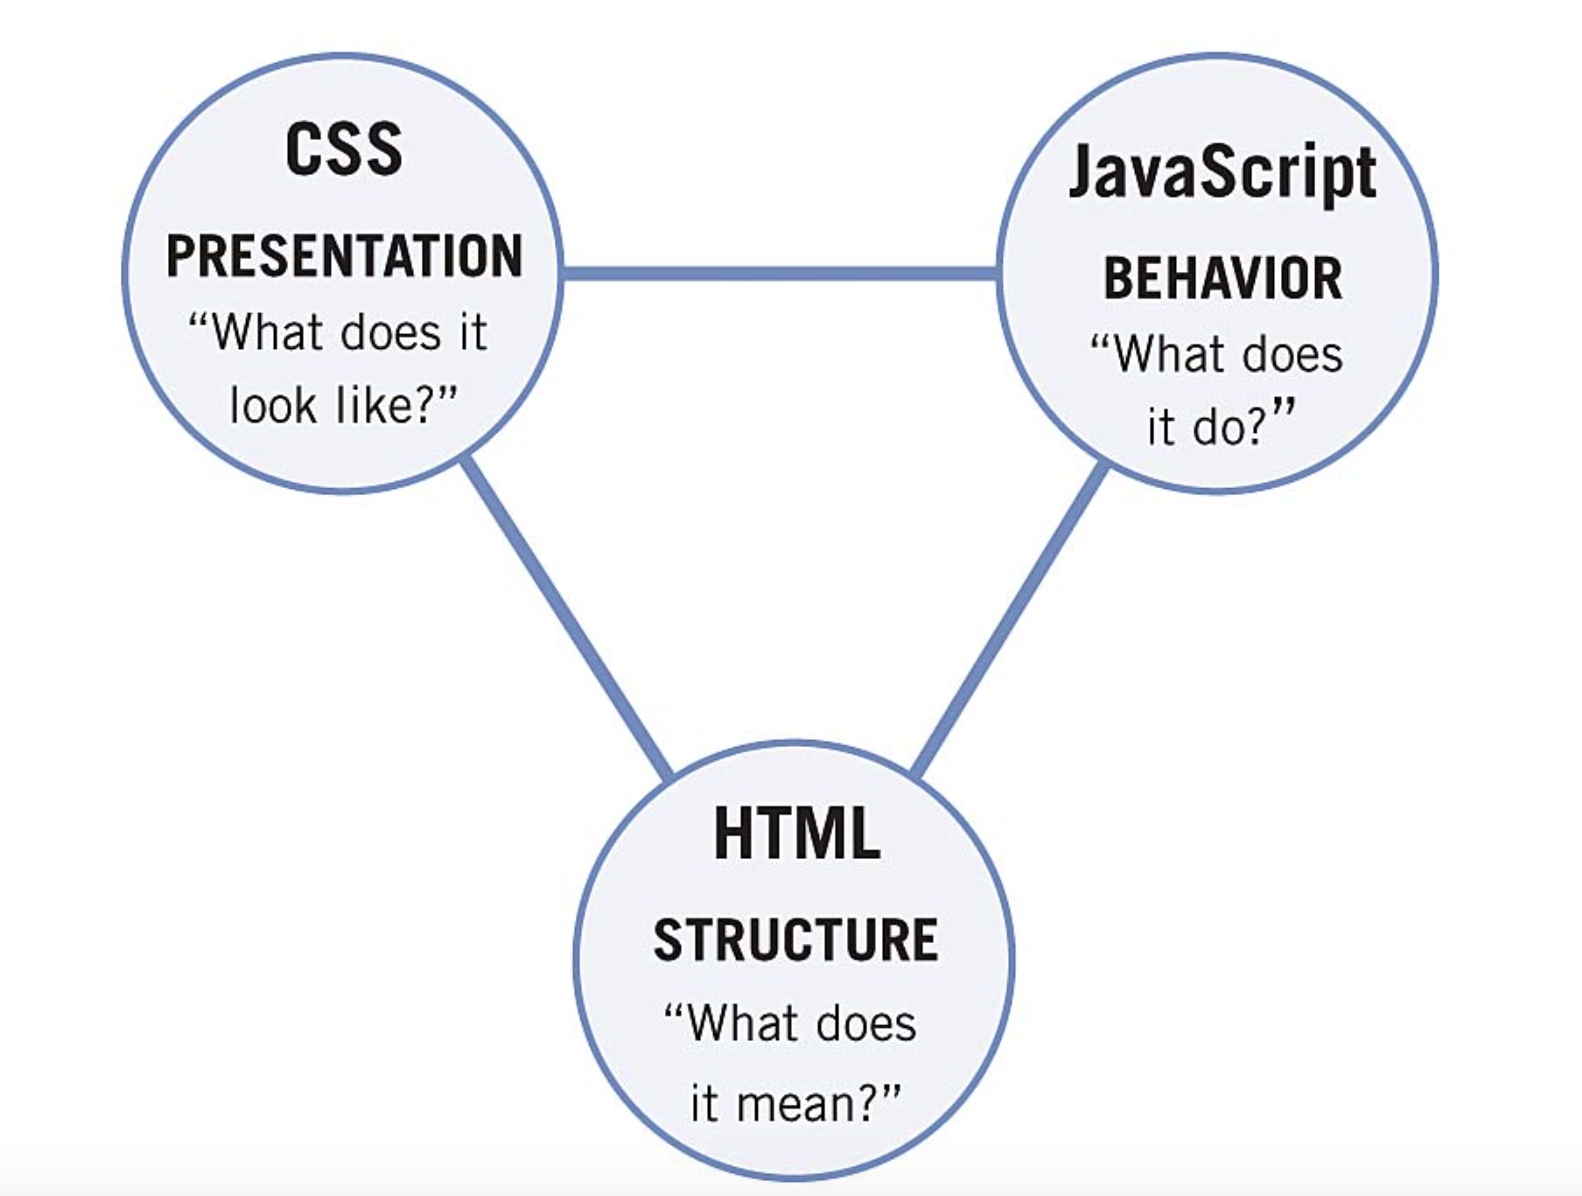 CSS
PRESENTATION
“What does it
look like?”
JavaScript
BEHAVIOR
“What does
it do?”
HTML
STRUCTURE
“What does
it mean?”